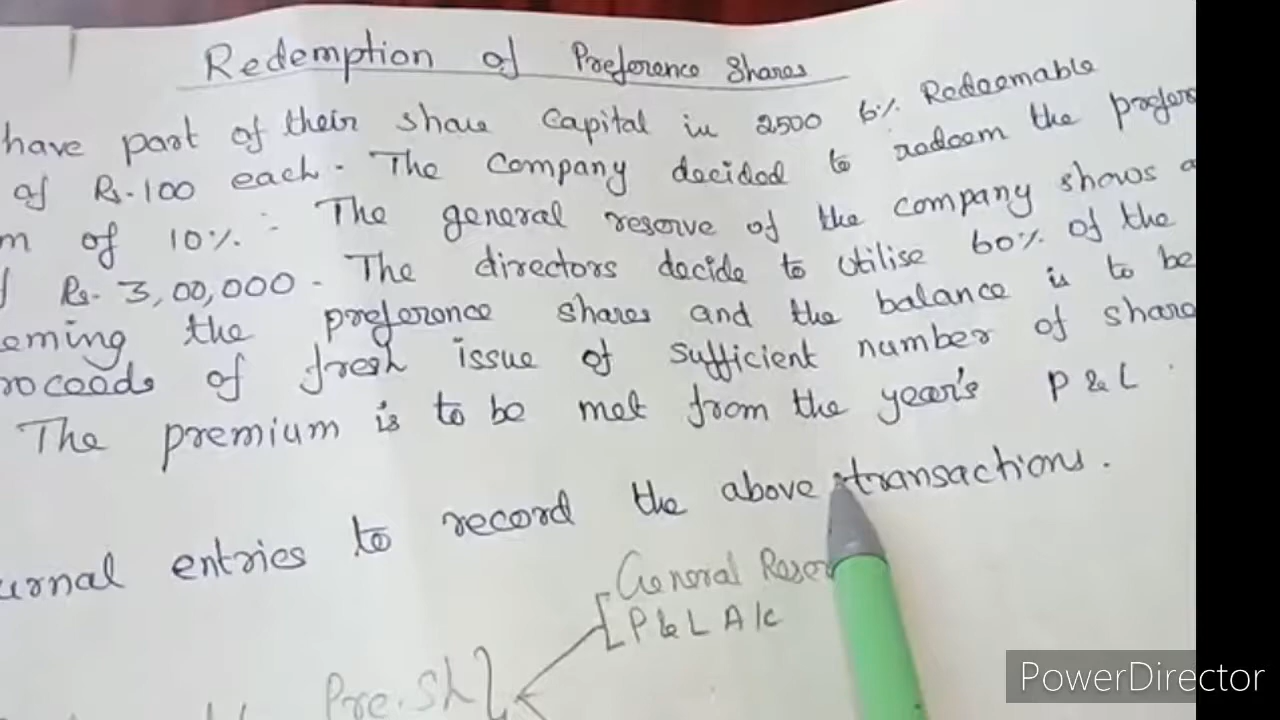 Redemption of Preference Shares
have part of their share capital in 2500 6% Redeemable
of Rs.100 each. The company decided to redeem the prefere
m of 10%. The general reserve of the company shows a
Rs. 3,00,000. The directors decide to utilise 60% of the
eeming the preference shares and the balance is to be
roceeds of fresh issue of sufficient number of share
The premium is to be met from the year's P & L
urnal entries to record the above transactions.
General Reser
P & L A/c
Pre. Sh
PowerDirector